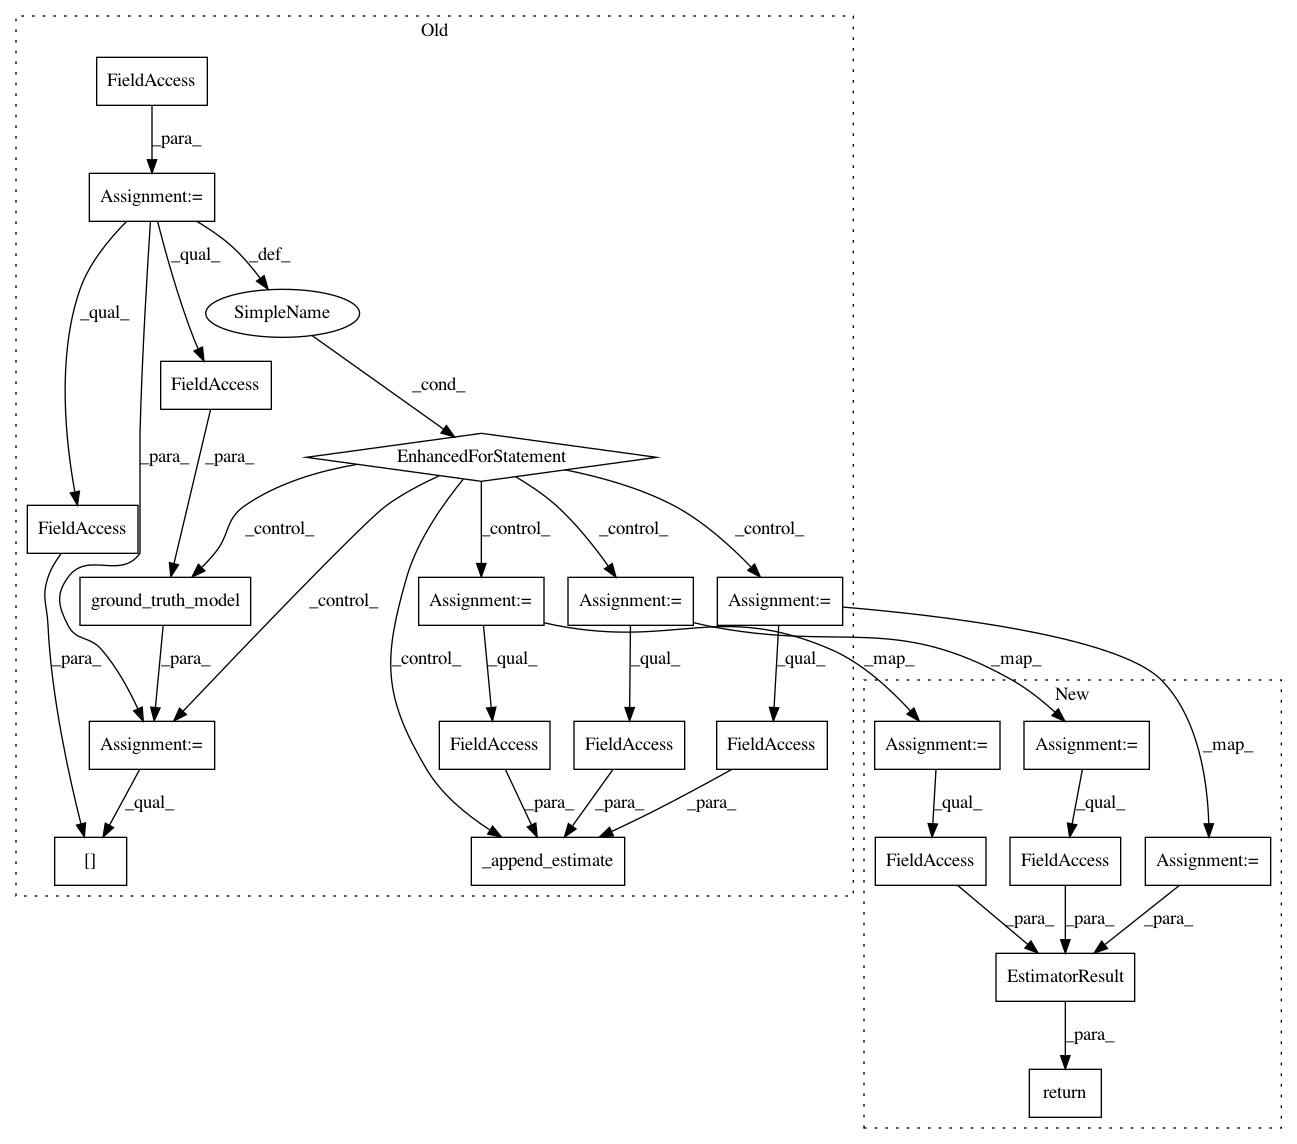 Old
FieldAccess
_para_
Assignment:=
_qual_
_def_
_qual_
SimpleName
FieldAccess
_cond_
_para_
_para_
EnhancedForStatement
FieldAccess
_control_
_control_
_control_
_control_
_control_
_control_
ground_truth_model
Assignment:=
Assignment:=
Assignment:=
_para_
_para_
_qual_
_qual_
_qual_
_map_
_map_
_map_
New
Assignment:=
FieldAccess
FieldAccess
FieldAccess
Assignment:=
Assignment:=
_qual_
_para_
_para_
_para_
_qual_
_qual_
[]
_append_estimate
FieldAccess
FieldAccess
Assignment:=
_para_
_para_
_para_
EstimatorResult
_para_
return